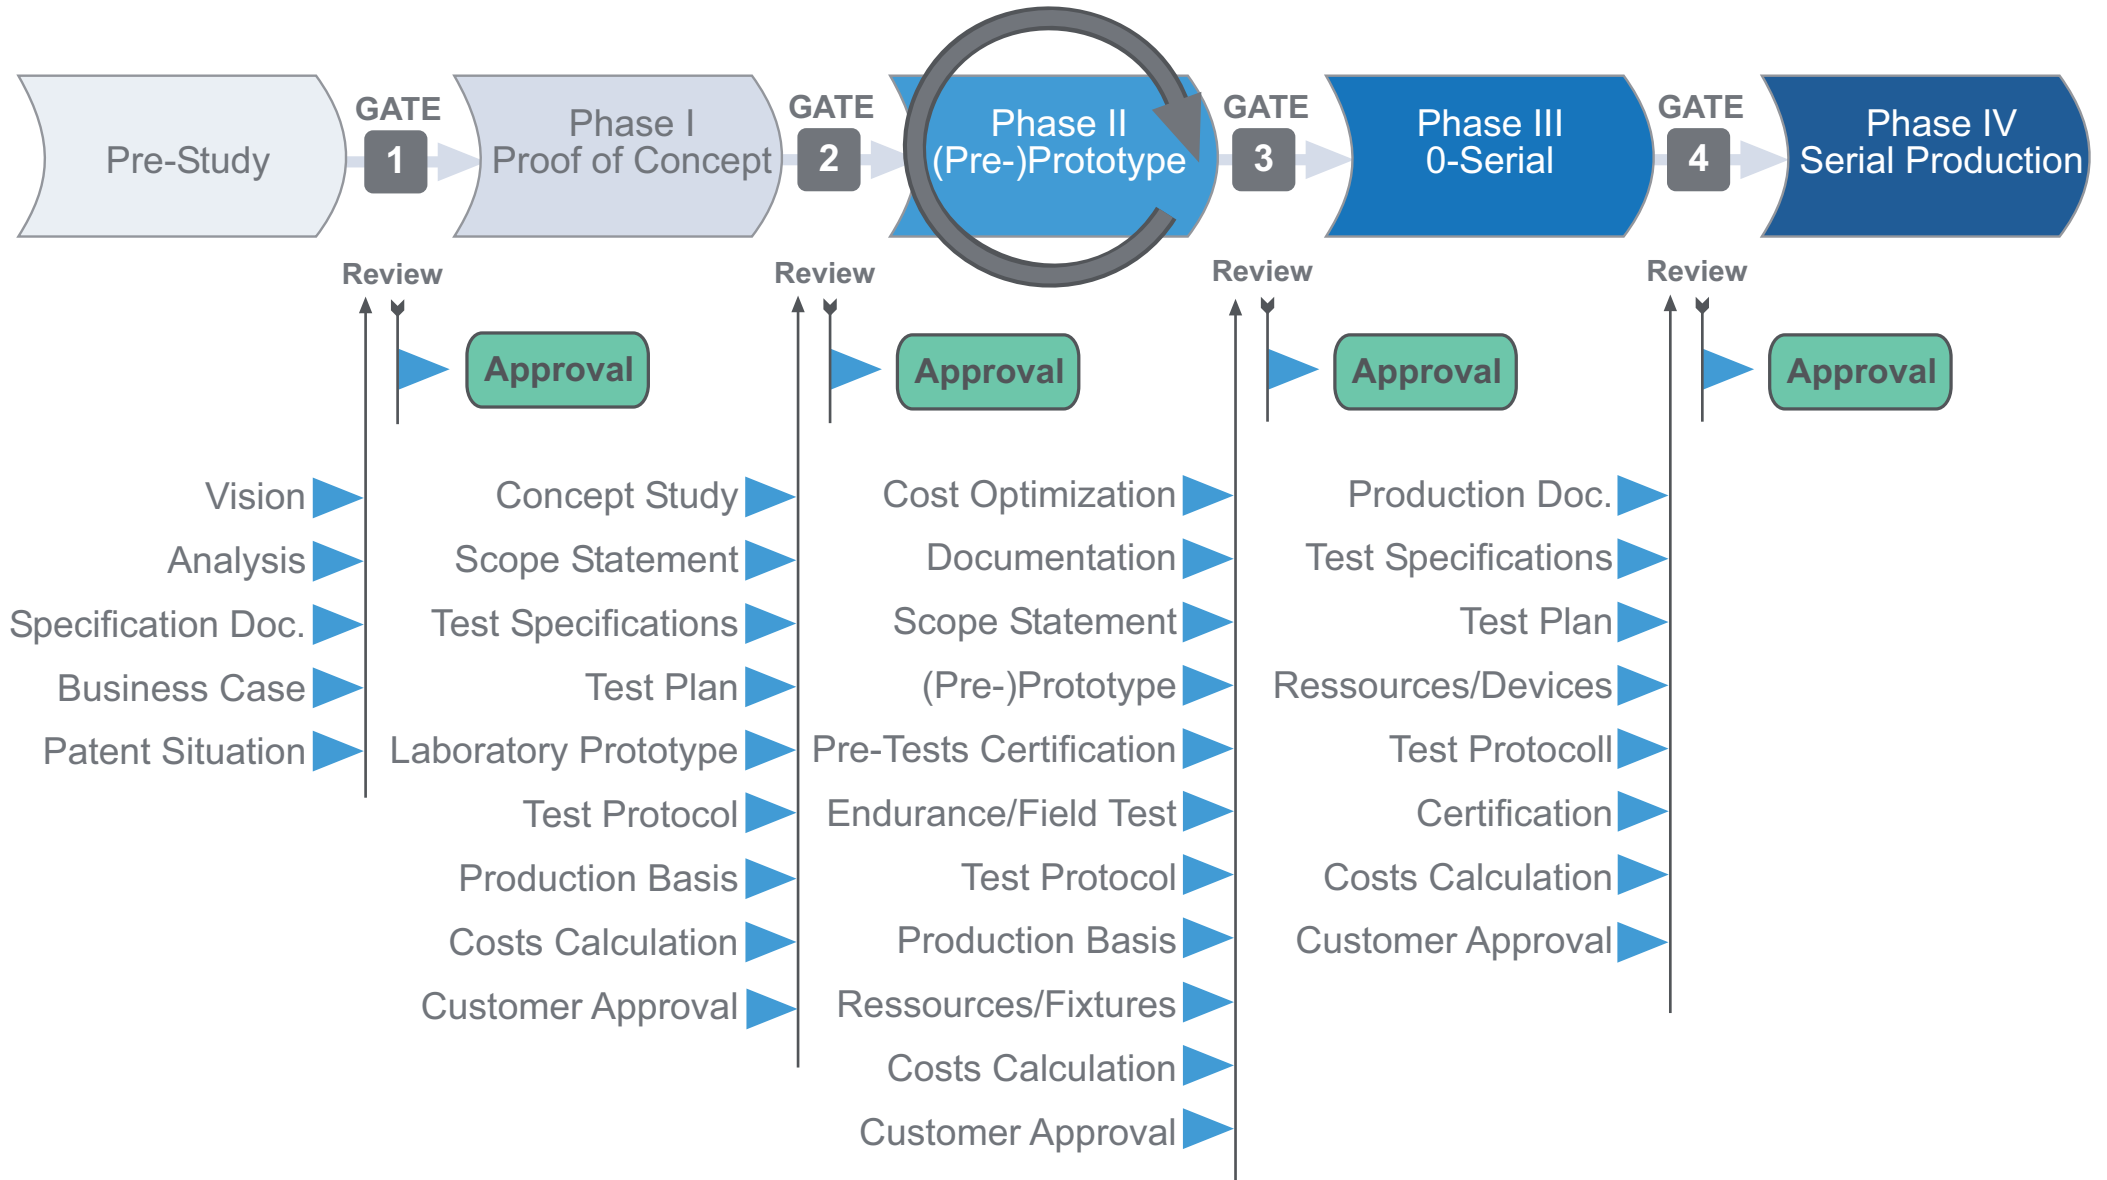 Pre-Study
GATE
1
Phase I
Proof of Concept
GATE
2
Phase II
(Pre-)Prototype
GATE
3
Phase III
0-Serial
GATE
4
Phase IV
Serial Production
Review
Approval
Vision
Analysis
Specification Doc.
Business Case
Patent Situation
Review
Approval
Concept Study
Scope Statement
Test Specifications
Test Plan
Laboratory Prototype
Test Protocol
Production Basis
Costs Calculation
Customer Approval
Review
Approval
Cost Optimization
Documentation
Scope Statement
(Pre-)Prototype
Pre-Tests Certification
Endurance/Field Test
Test Protocol
Production Basis
Ressources/Fixtures
Costs Calculation
Customer Approval
Review
Approval
Production Doc.
Test Specifications
Test Plan
Ressources/Devices
Test Protocoll
Certification
Costs Calculation
Customer Approval